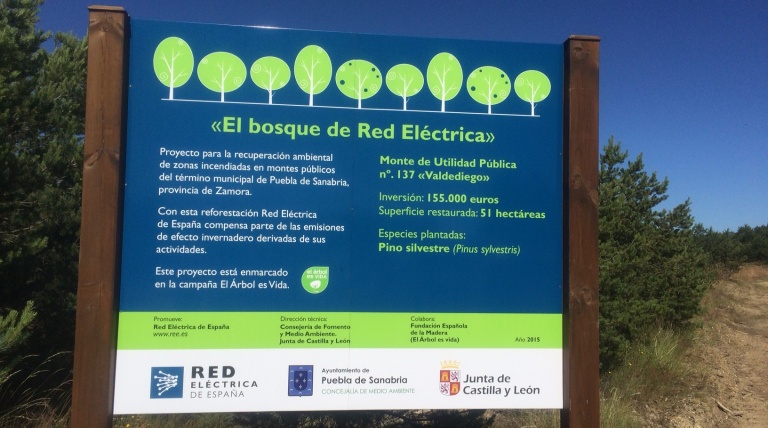 «El bosque de Red Eléctrica»
Proyecto para la recuperación ambiental
de zonas incendiadas en montes públicos
del término municipal de Puebla de Sanabria,
provincia de Zamora.
Con esta reforestación Red Eléctrica
de España compensa parte de las emisiones
de efecto invernadero derivadas de sus
actividades.
Este proyecto está enmarcado
en la campaña El Árbol es Vida.
el árbol
es vida
Monte de Utilidad Pública
nº. 137 «Valdediego»
Inversión: 155.000 euros
Superficie restaurada: 51 hectáreas
Especies plantadas:
Pino silvestre (Pinus sylvestris)
Promueve:
Red Eléctrica de España
www.ree.es
Dirección técnica:
Consejería de Fomento
y Medio Ambiente.
Junta de Castilla y León
Colabora:
Fundación Española
de la Madera
(El Árbol es vida)
Año 2015
RED
ELÉCTRICA
DE ESPAÑA
Ayuntamiento de
Puebla de Sanabria
CONCEJALÍA DE MEDIO AMBIENTE
Junta de
Castilla y León